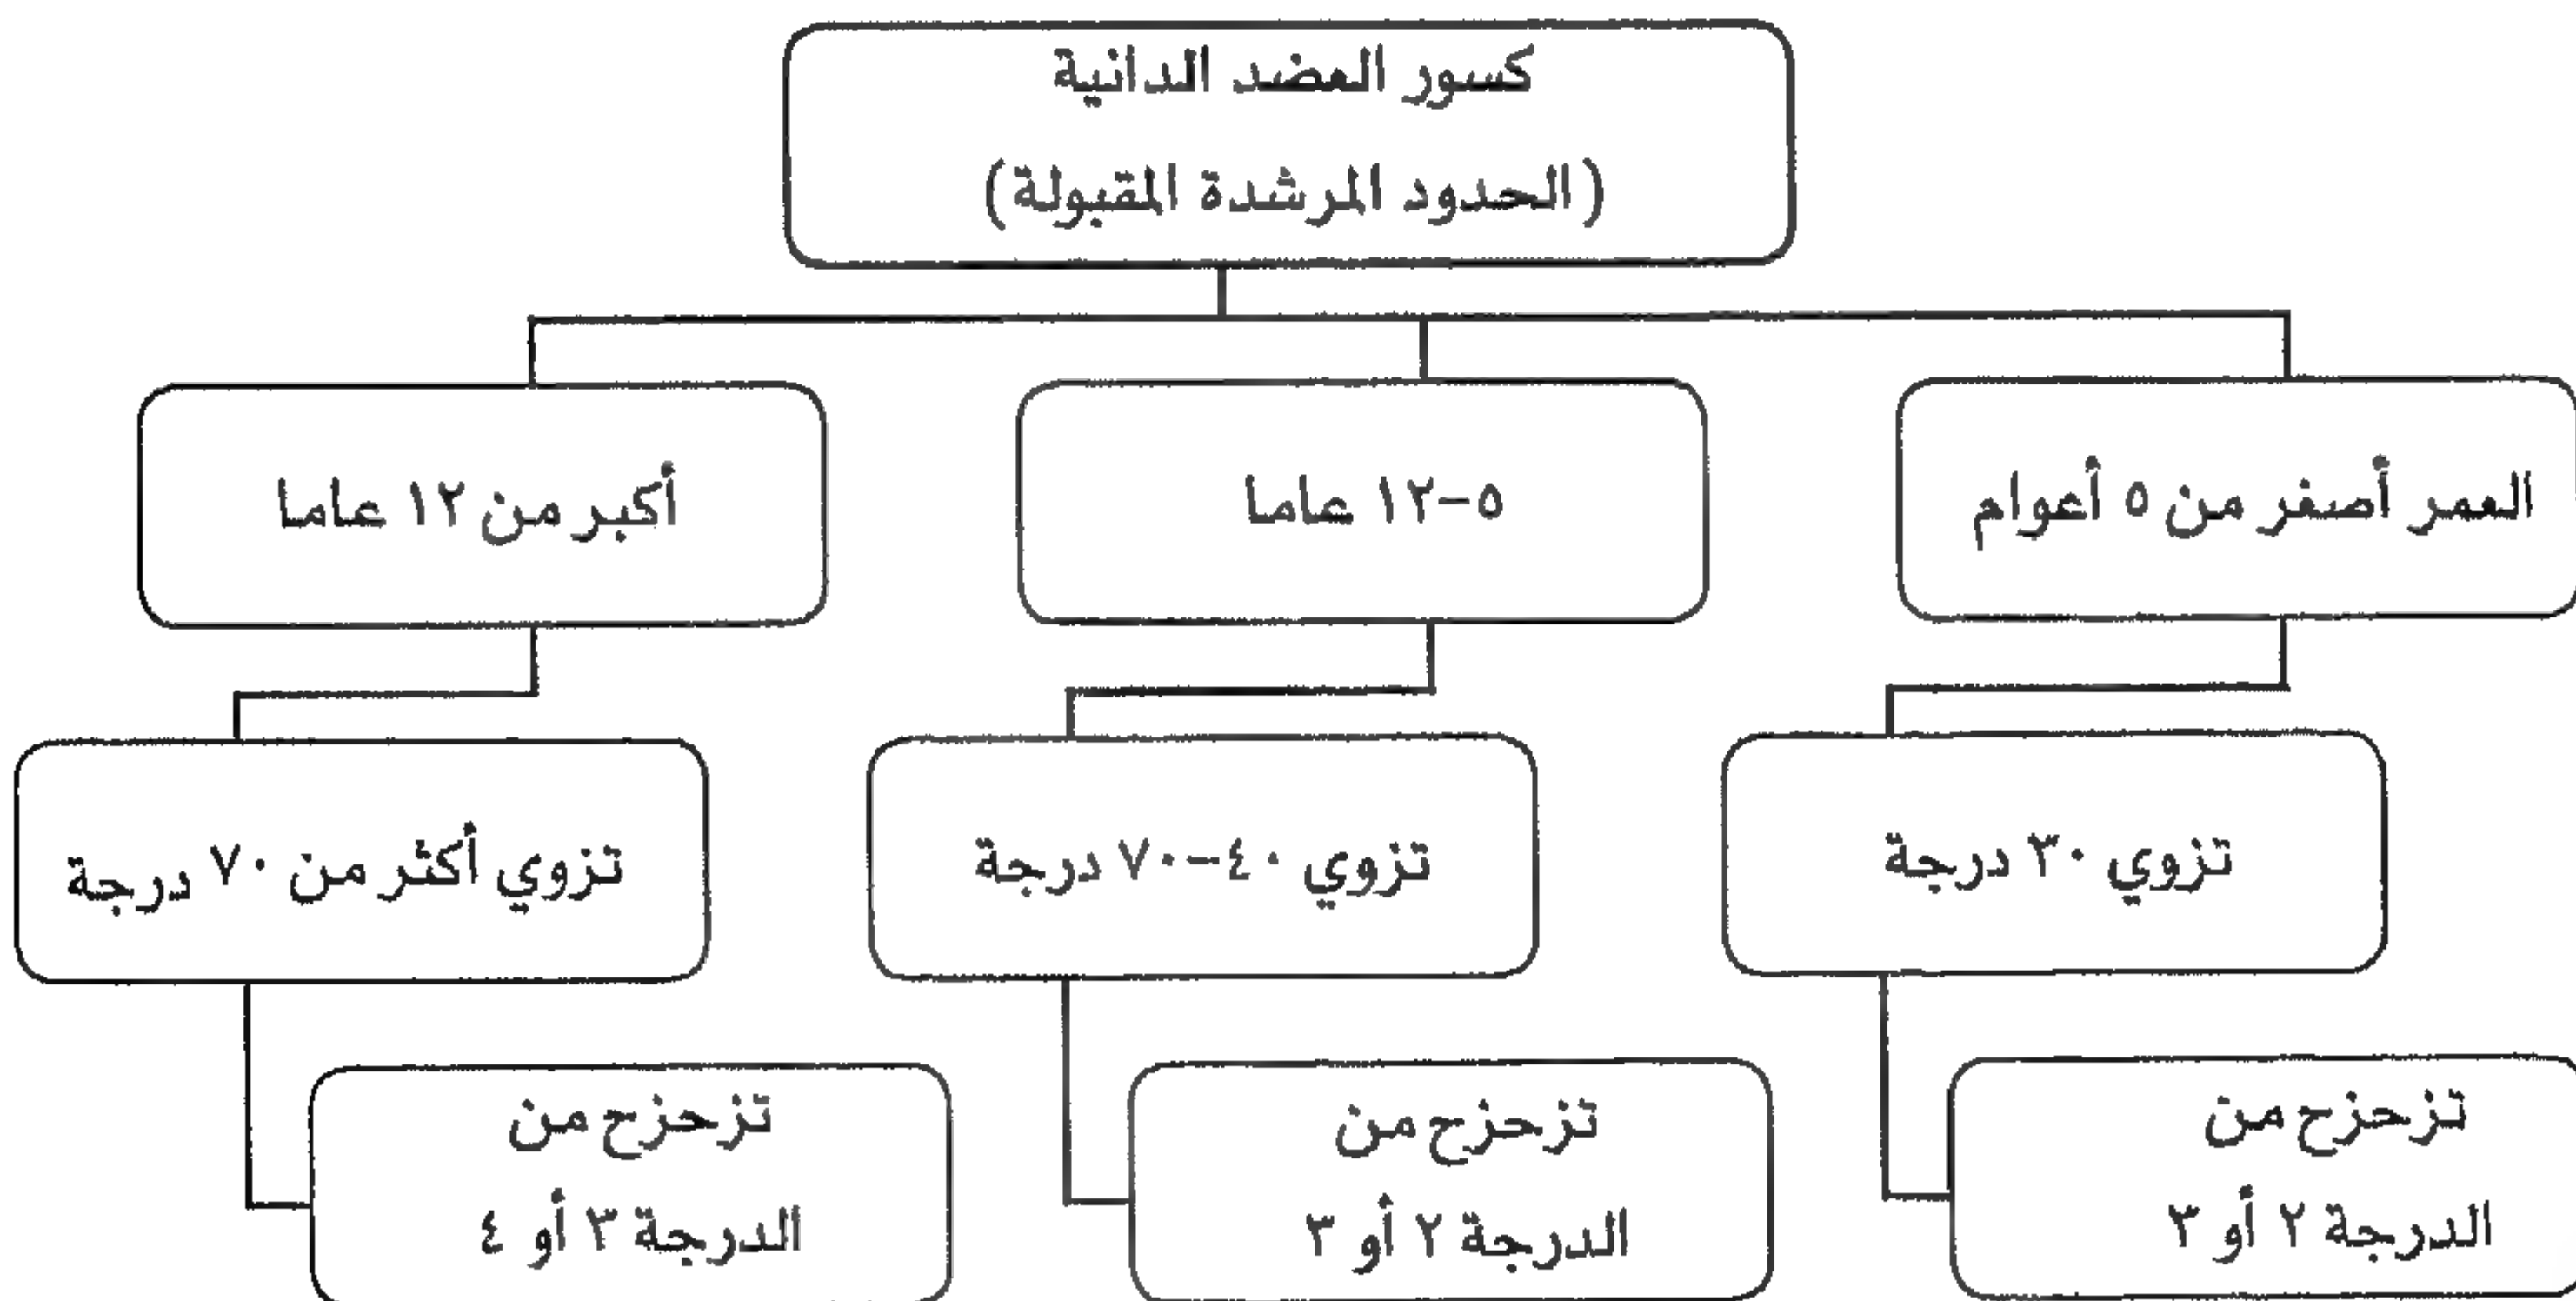 كسور العضد الدانية
(الحدود المرشدة المقبولة)
العمر أصغر من ٥ أعوام
٥-١٢ عاما
أكبر من ١٢ عاما
تزوي ٣٠ درجة
تزوي ٤٠-٧٠ درجة
تزوي أكثر من ٧٠ درجة
تزحزح من
الدرجة ٢ أو ٣
تزحزح من
الدرجة ٢ أو ٣
تزحزح من
الدرجة ٣ أو ٤